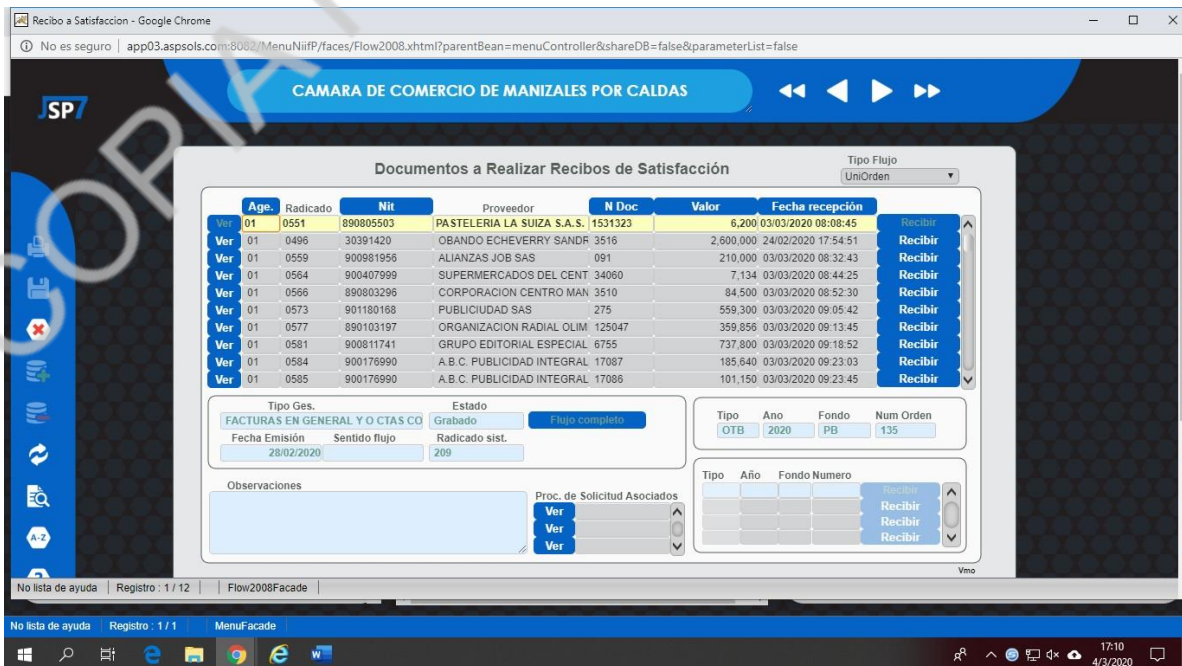 Recibo a Satisfaccion - Google Chrome
No es seguro | app03.aspsols.com:8082/MenuNiifP/faces/Flow2008.xhtml?parentBean=menuController&shareDB=false&parameterList=false
JSP7
CAMARA DE COMERCIO DE MANIZALES POR CALDAS
Documentos a Realizar Recibos de Satisfacción
Tipo Flujo
UniOrden
Age. Radicado Nit Proveedor N Doc Valor Fecha recepción
Ver 01 0551 890805503 PASTELERIA LA SUIZA S.A.S. 1531323 6,200 03/03/2020 08:08:45 Recibir
Ver 01 0496 30391420 OBANDO ECHEVERRY SANDR 3516 2,600,000 24/02/2020 17:54:51 Recibir
Ver 01 0559 900981956 ALIANZAS JOB SAS 091 210,000 03/03/2020 08:32:43 Recibir
Ver 01 0564 900407999 SUPERMERCADOS DEL CENT 34060 7,134 03/03/2020 08:44:25 Recibir
Ver 01 0566 890803296 CORPORACION CENTRO MAN 3510 84,500 03/03/2020 08:52:30 Recibir
Ver 01 0573 901180168 PUBLICIUDAD SAS 275 559,300 03/03/2020 09:05:42 Recibir
Ver 01 0577 890103197 ORGANIZACION RADIAL OLIM 125047 359,856 03/03/2020 09:13:45 Recibir
Ver 01 0581 900811741 GRUPO EDITORIAL ESPECIAL 6755 737,800 03/03/2020 09:18:52 Recibir
Ver 01 0584 900176990 A.B.C. PUBLICIDAD INTEGRAL 17087 185,640 03/03/2020 09:23:03 Recibir
Ver 01 0585 900176990 A.B.C. PUBLICIDAD INTEGRAL 17086 101,150 03/03/2020 09:23:45 Recibir
Tipo Ges. Estado
FACTURAS EN GENERAL Y O CTAS CO Grabado Flujo completo
Fecha Emisión Sentido flujo Radicado sist.
28/02/2020 209
Tipo Ano Fondo Num Orden
OTB 2020 PB 135
Observaciones
Proc. de Solicitud Asociados
Ver
Ver
Ver
Tipo Año Fondo Numero
Recibir
Recibir
Recibir
Recibir
Vmo
A-Z
No lista de ayuda Registro : 1 / 12 Flow2008Facade
No lista de ayuda Registro : 1 / 1 MenuFacade
17:10
4/3/2020
COPIA